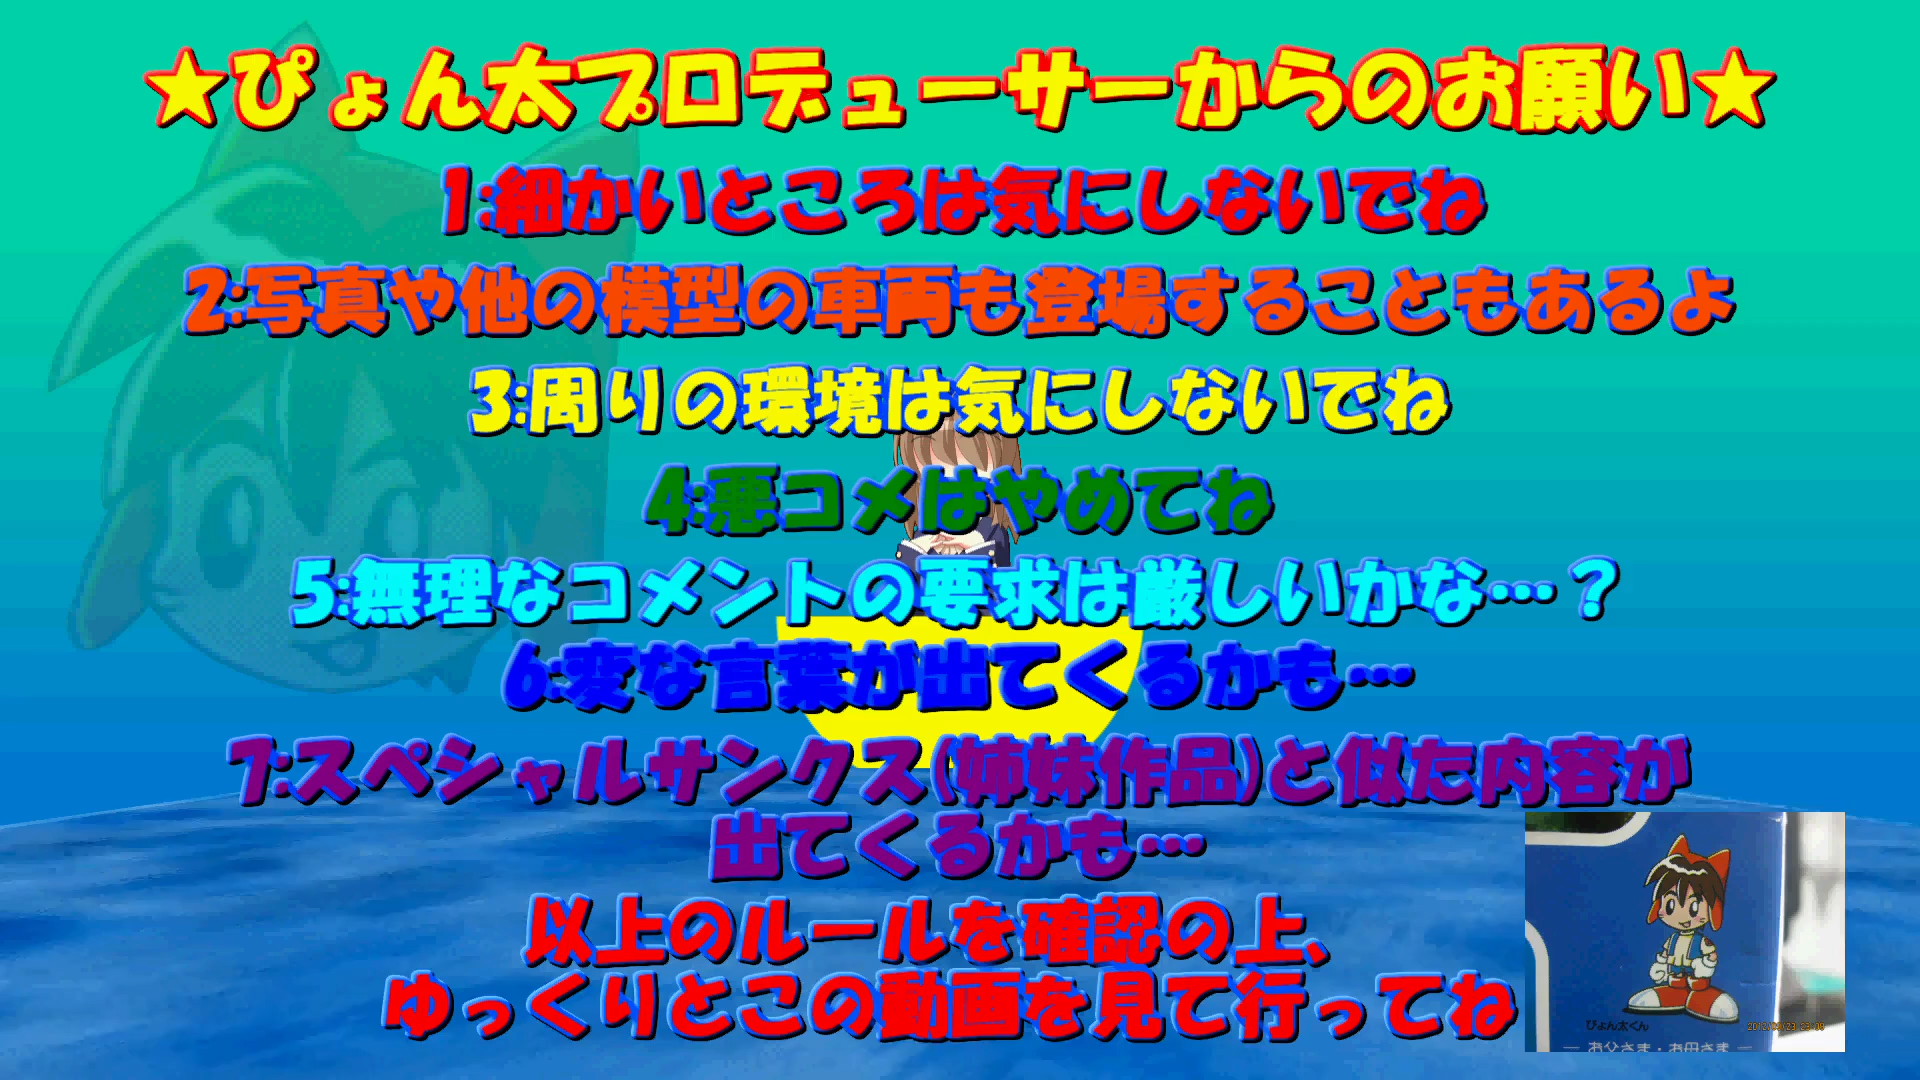 ★ぴょん太プロデューサーからのお願い★
1:細かいところは気にしないでね
2:写真や他の模型の車両も登場することもあるよ
3:周りの環境は気にしないでね
4:悪コメはやめてね
5:無理なコメントの要求は厳しいかな…？
6:変な言葉が出てくるかも…
7:スペシャルサンクス(姉妹作品)と似た内容が
出てくるかも…
以上のルールを確認の上、
ゆっくりとこの動画を見て行ってね
ぴょん太くん
― お父さま・お母さま ―